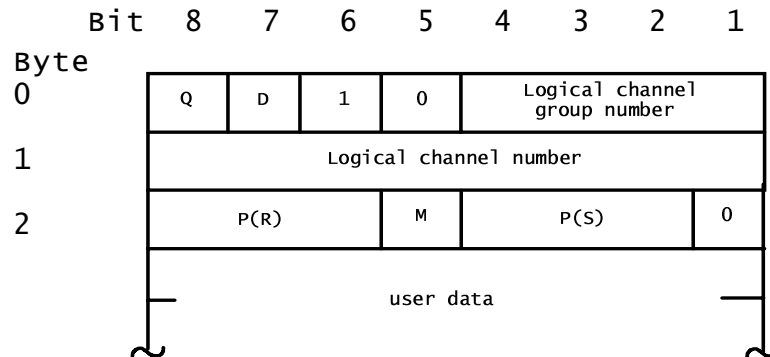 Bit 8 7 6 5 4 3 2 1
Byte
0 Q D 1 0 Logical channel
group number
1 Logical channel number
2 P(R) M P(S) 0
user data